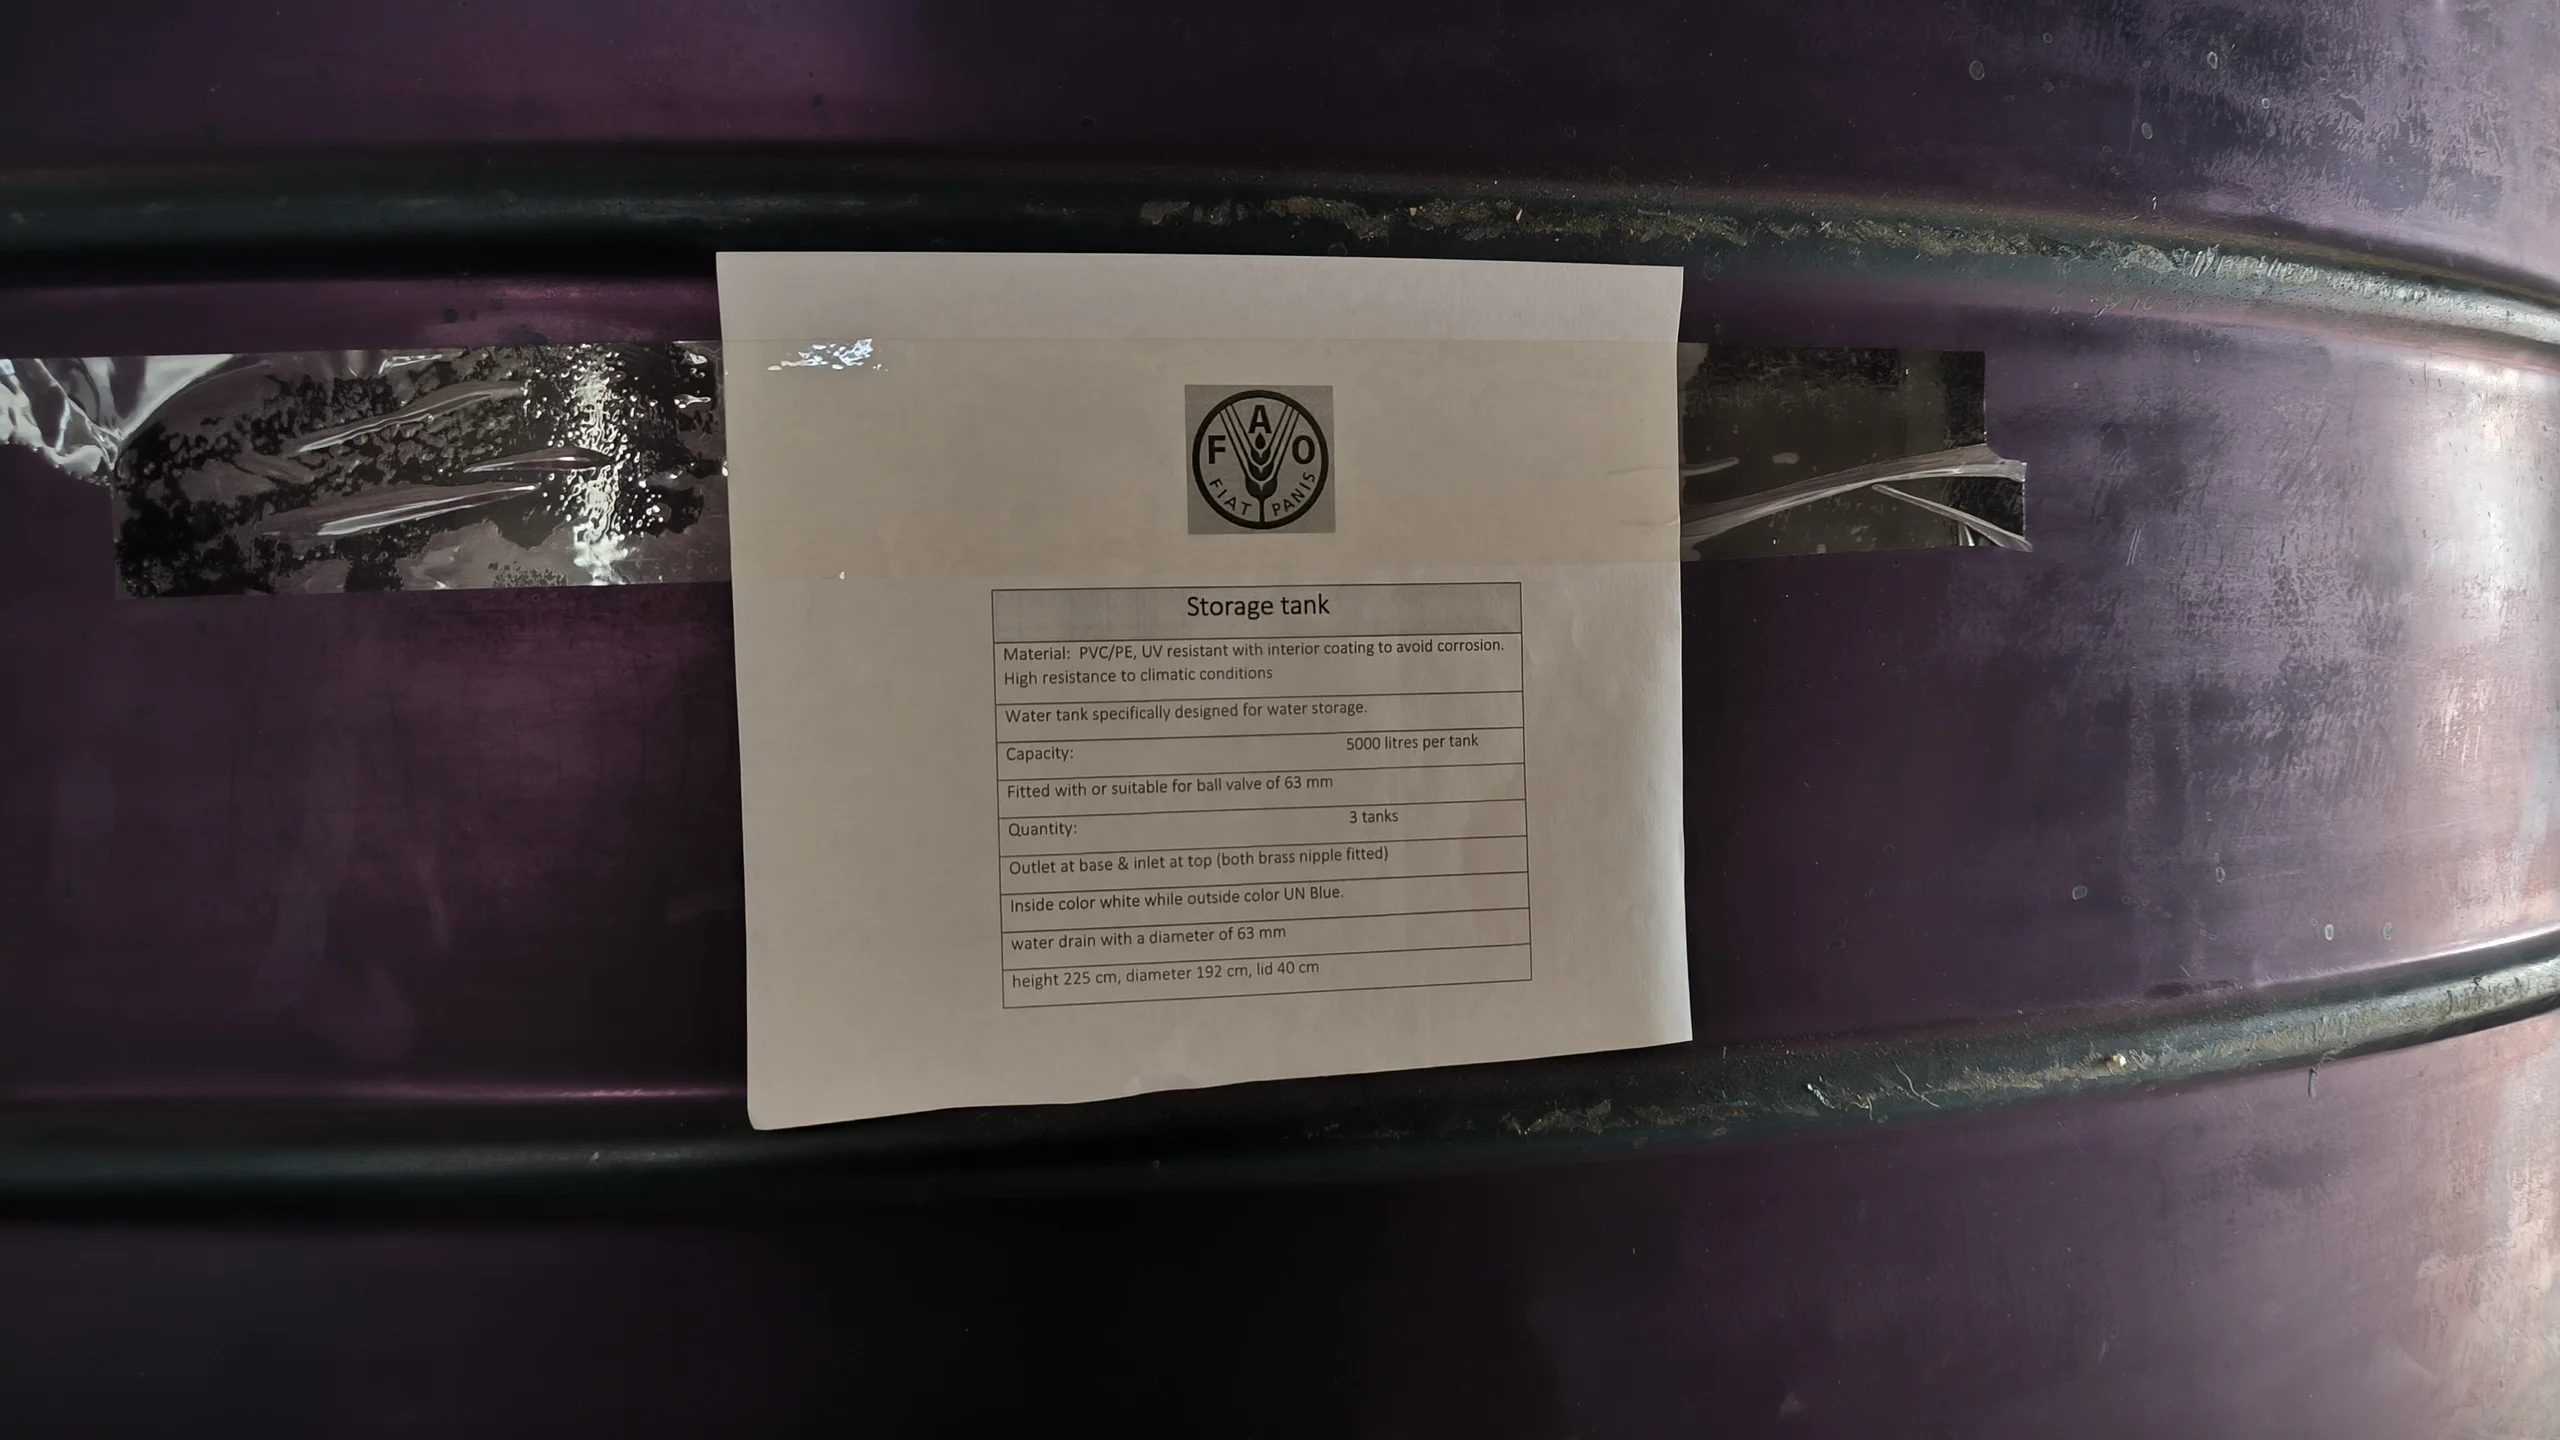 F A O
FIAT PANIS
Storage tank
Material:  PVC/PE, UV resistant with interior coating to avoid corrosion.
High resistance to climatic conditions
Water tank specifically designed for water storage.
Capacity: 5000 litres per tank
Fitted with or suitable for ball valve of 63 mm
Quantity: 3 tanks
Outlet at base & inlet at top (both brass nipple fitted)
Inside color white while outside color UN Blue.
water drain with a diameter of 63 mm
height 225 cm, diameter 192 cm, lid 40 cm